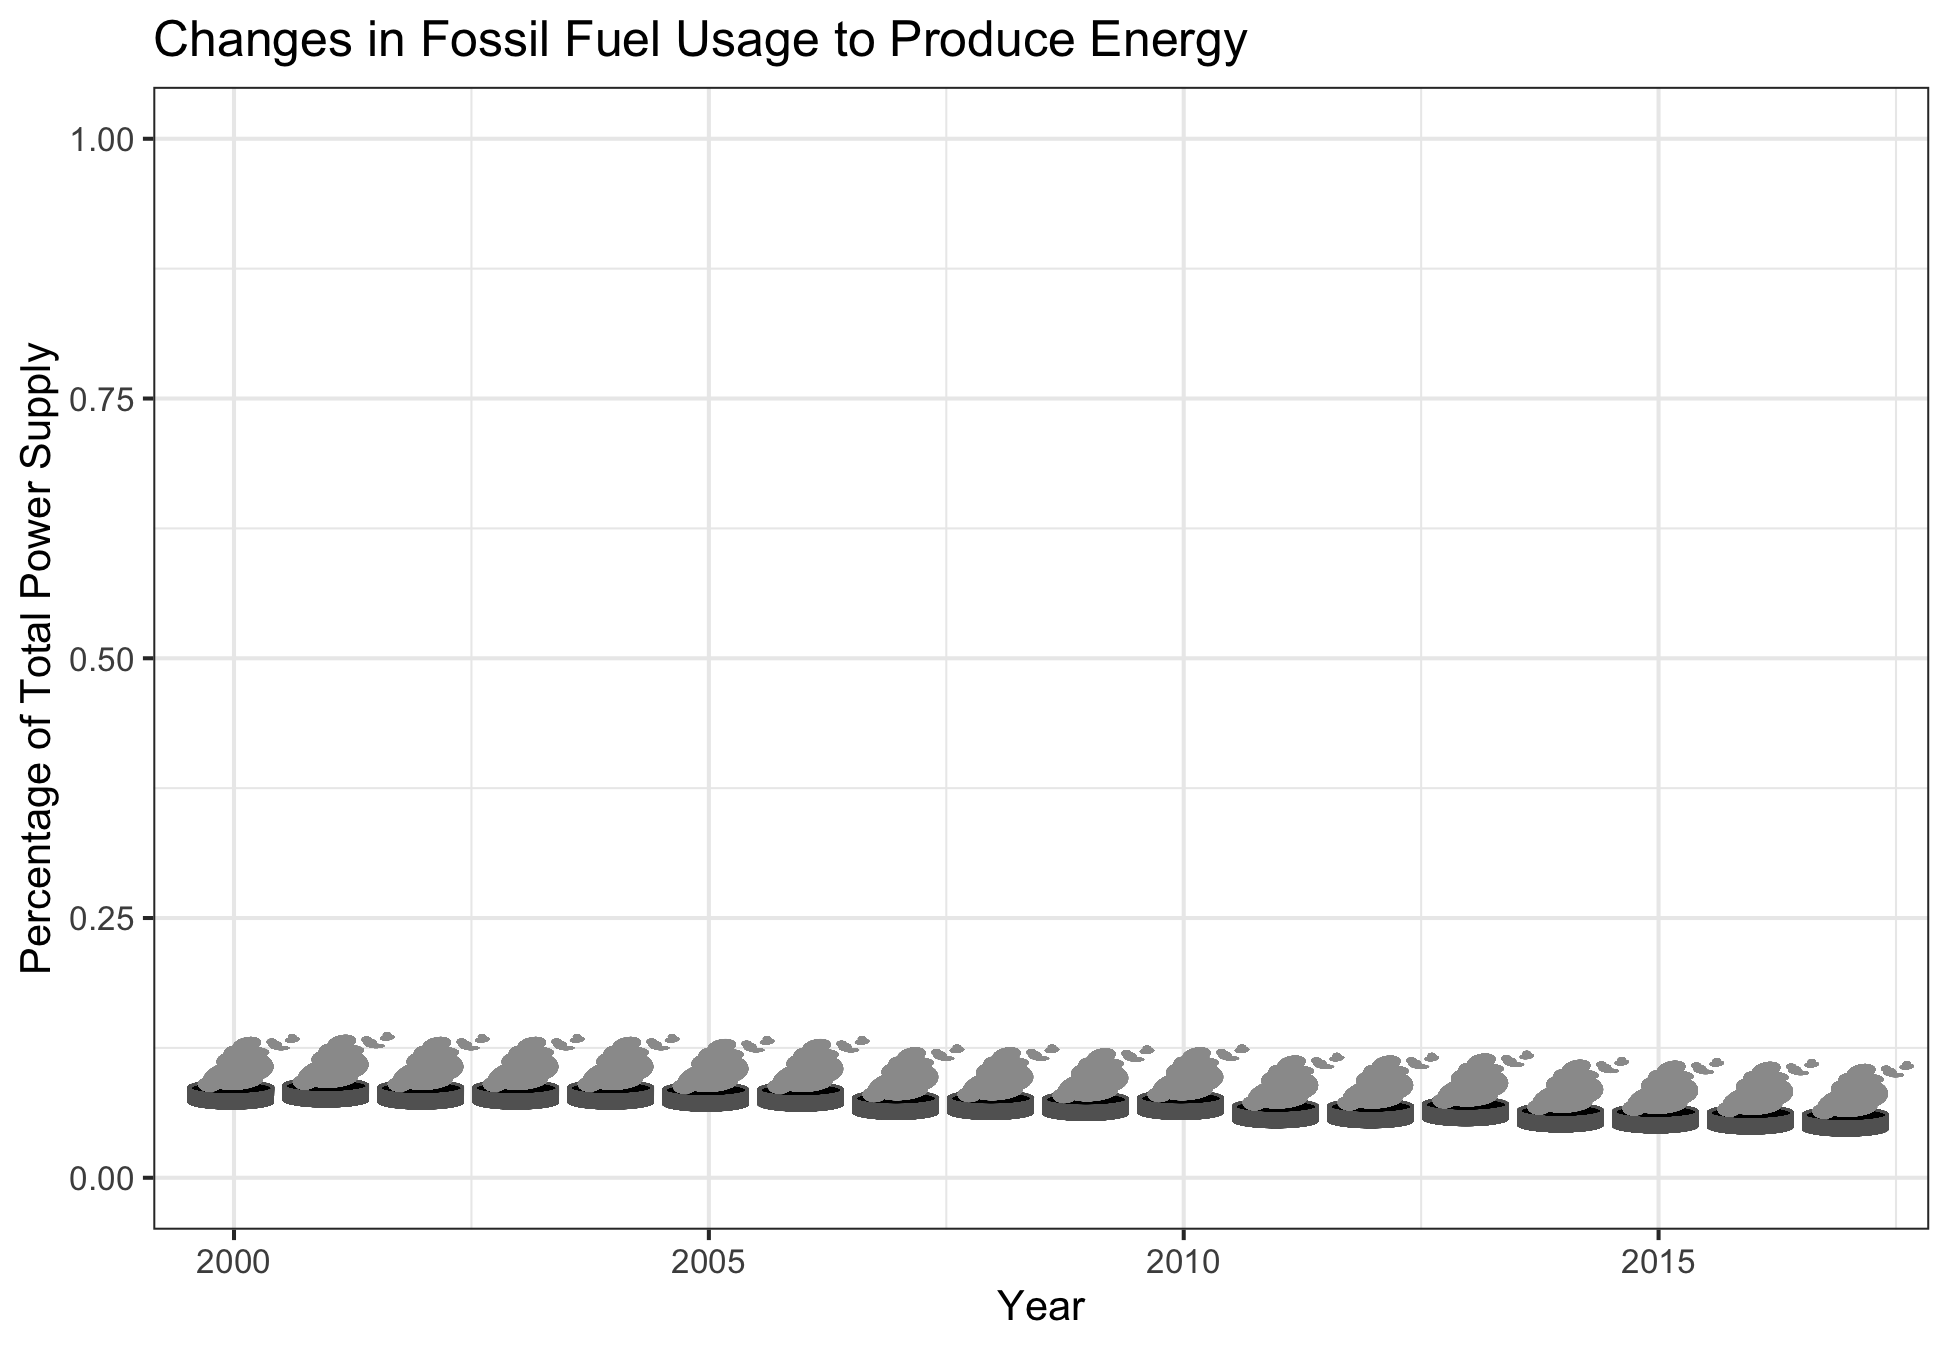 Changes in Fossil Fuel Usage to Produce Energy
Percentage of Total Power Supply
1.00
0.75
0.50
0.25
0.00
2000 2005 2010 2015
Year